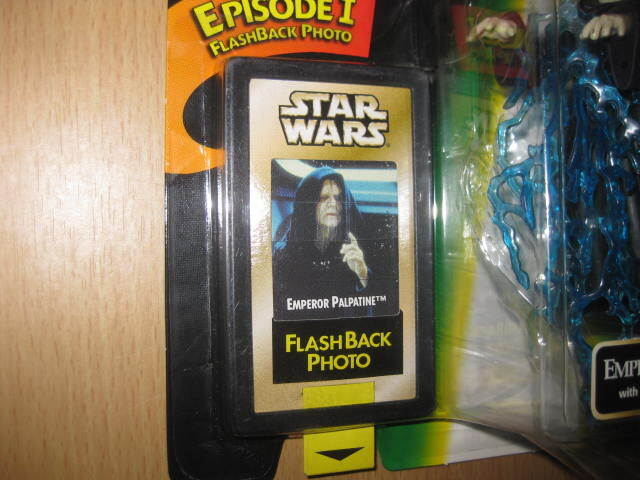 EPISODE I
FLASHBACK PHOTO
STAR
WARS
EMPEROR PALPATINE™
FLASHBACK
PHOTO
with